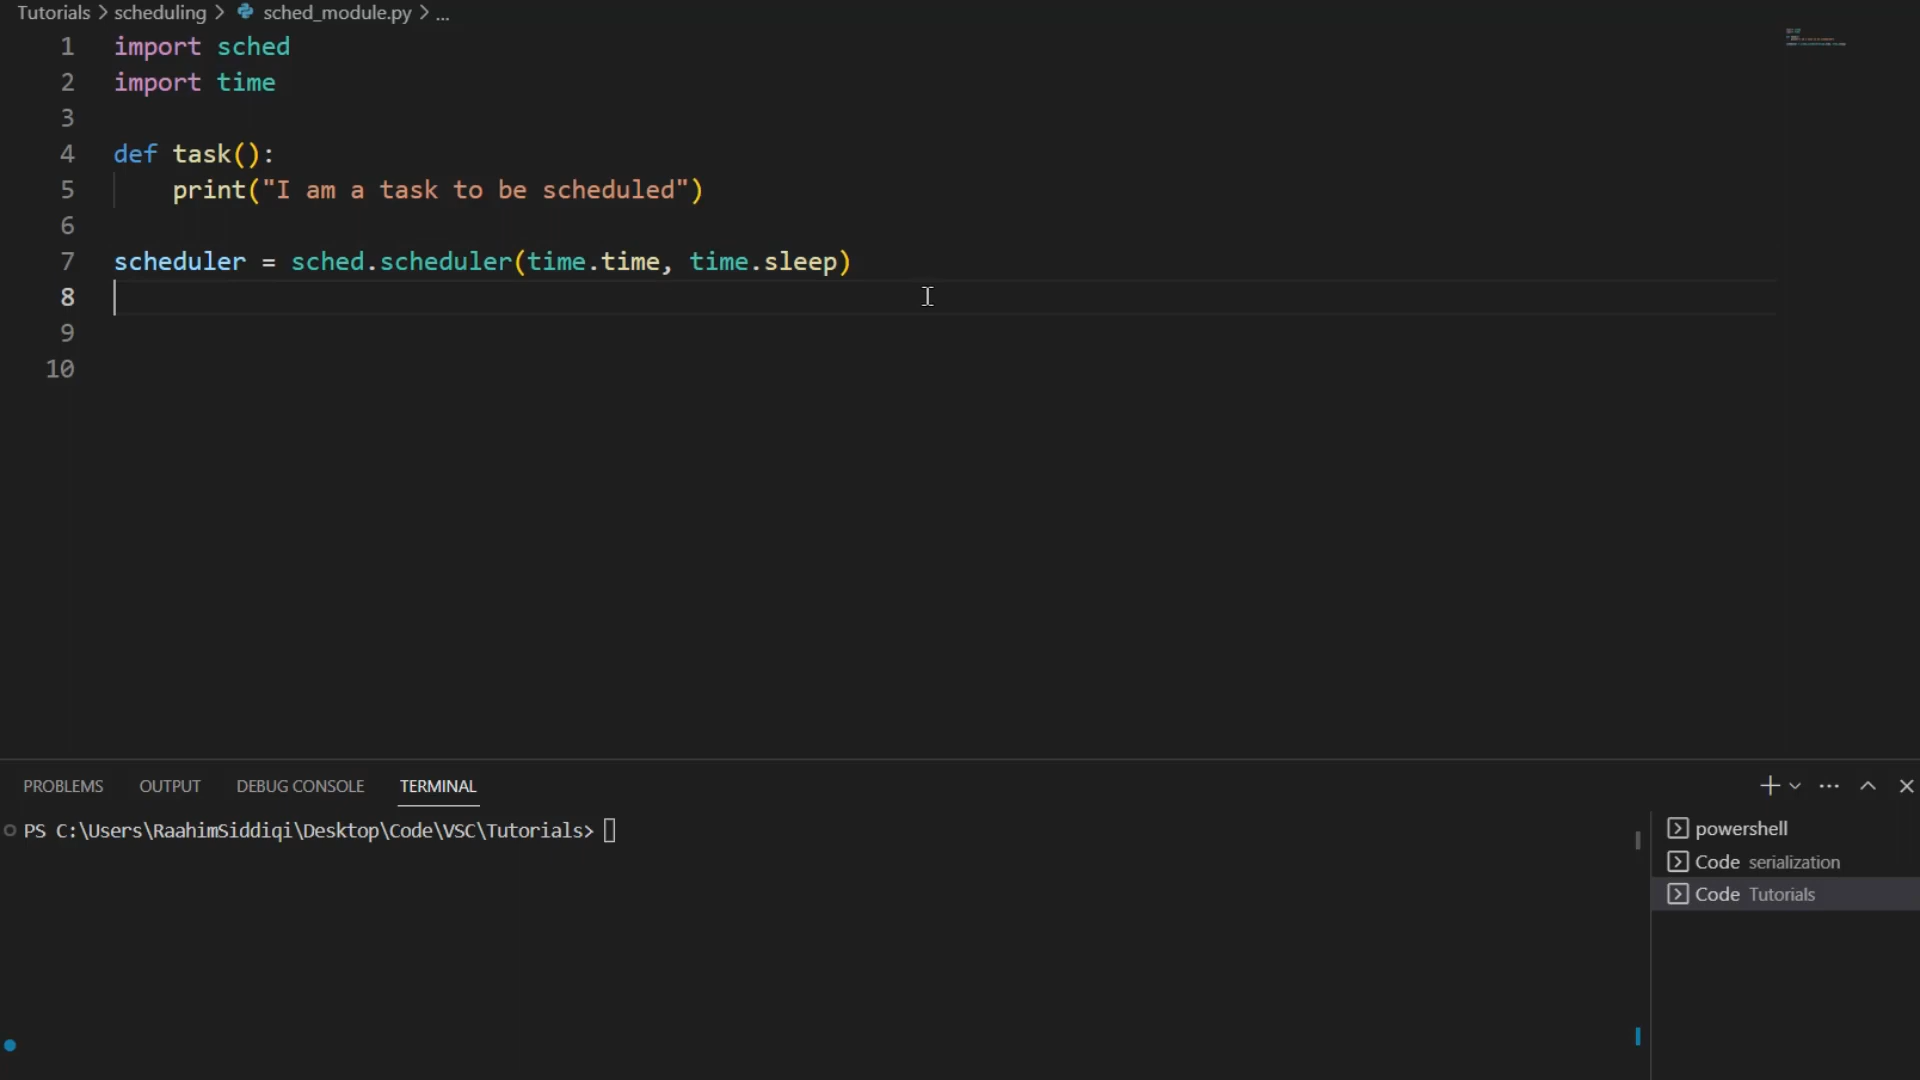 Tutorials > scheduling > sched_module.py > ...
1 import sched
2 import time
3
4 def task():
5     print("I am a task to be scheduled")
6
7 scheduler = sched.scheduler(time.time, time.sleep)
8
9
10
PROBLEMS OUTPUT DEBUG CONSOLE TERMINAL
PS C:\Users\RaahimSiddiqi\Desktop\Code\VSC\Tutorials>
powershell
Code serialization
Code Tutorials